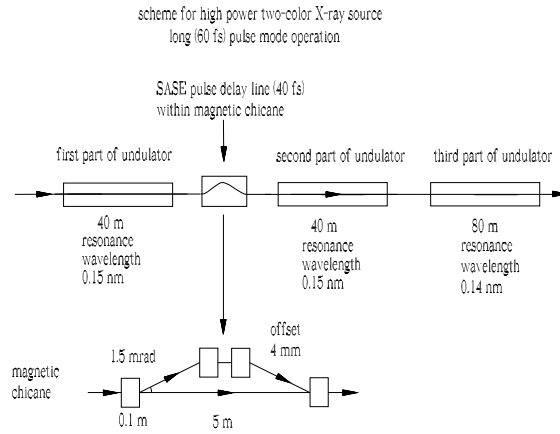 scheme for high power two-color X-ray source
long (60 fs) pulse mode operation
SASE pulse delay line (40 fs)
within magnetic chicane
first part of undulator
second part of undulator
third part of undulator
40 m
resonance
wavelength
0.15 nm
40 m
resonance
wavelength
0.15 nm
80 m
resonance
wavelength
0.14 nm
offset
4 mm
1.5 mrad
magnetic
chicane
0.1 m
5 m